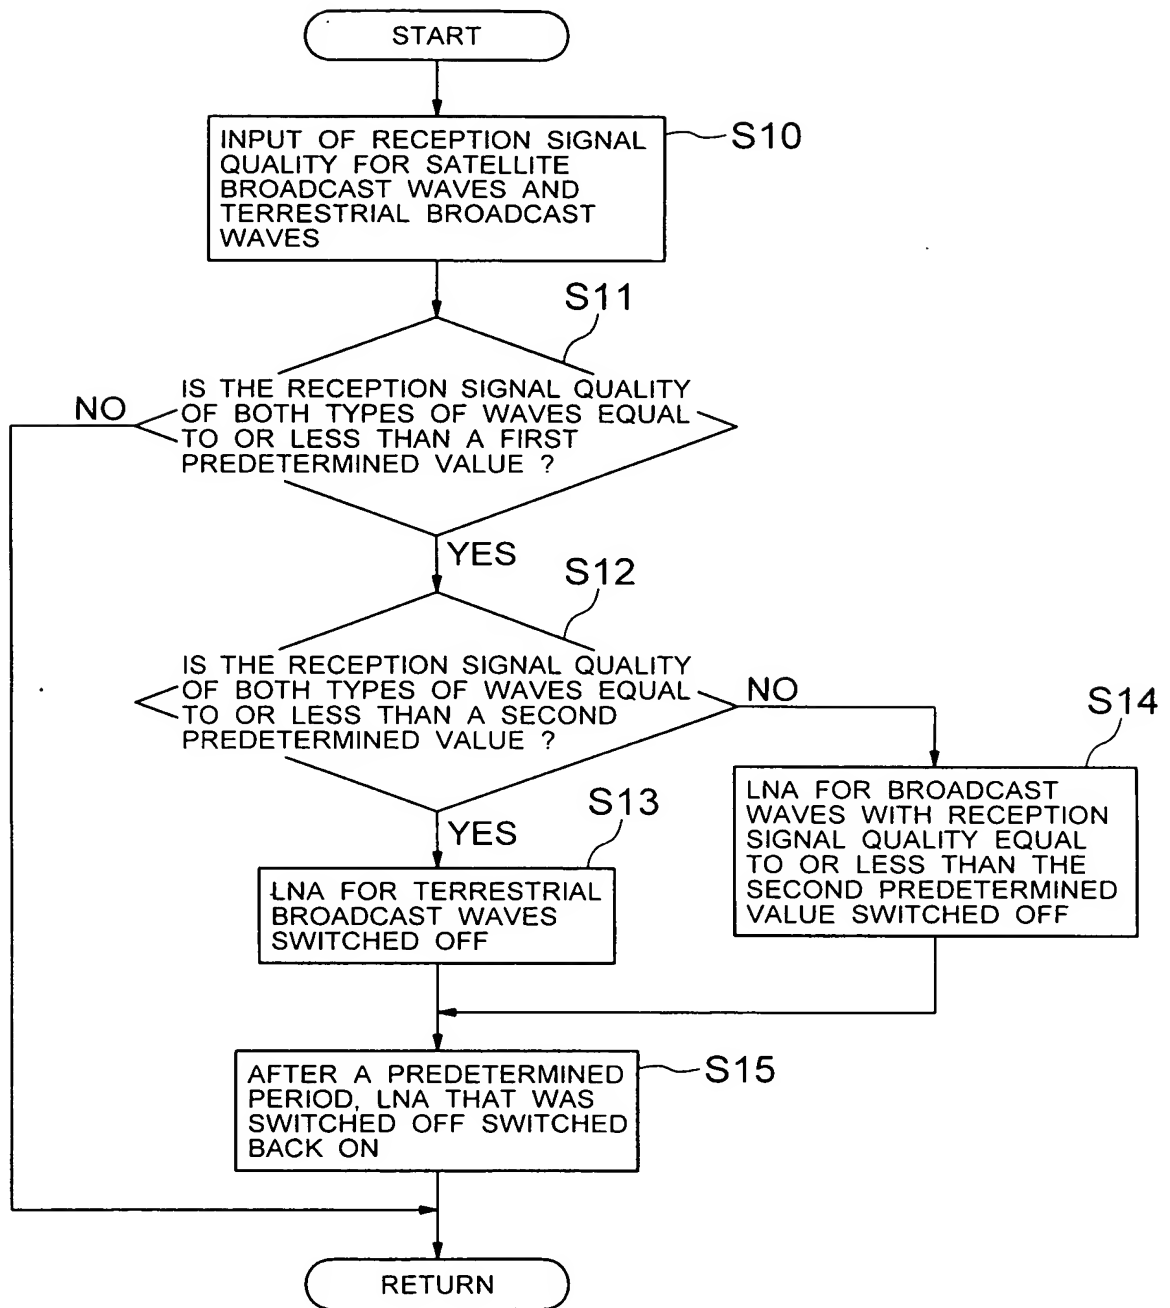 START
INPUT OF RECEPTION SIGNAL
QUALITY FOR SATELLITE
BROADCAST WAVES AND
TERRESTRIAL BROADCAST
WAVES
S10
S11
IS THE RECEPTION SIGNAL QUALITY
OF BOTH TYPES OF WAVES EQUAL
TO OR LESS THAN A FIRST
PREDETERMINED VALUE ?
NO
YES
S12
IS THE RECEPTION SIGNAL QUALITY
OF BOTH TYPES OF WAVES EQUAL
TO OR LESS THAN A SECOND
PREDETERMINED VALUE ?
NO
YES
S13
LNA FOR TERRESTRIAL
BROADCAST WAVES
SWITCHED OFF
S14
LNA FOR BROADCAST
WAVES WITH RECEPTION
SIGNAL QUALITY EQUAL
TO OR LESS THAN THE
SECOND PREDETERMINED
VALUE SWITCHED OFF
AFTER A PREDETERMINED
PERIOD, LNA THAT WAS
SWITCHED OFF SWITCHED
BACK ON
S15
RETURN